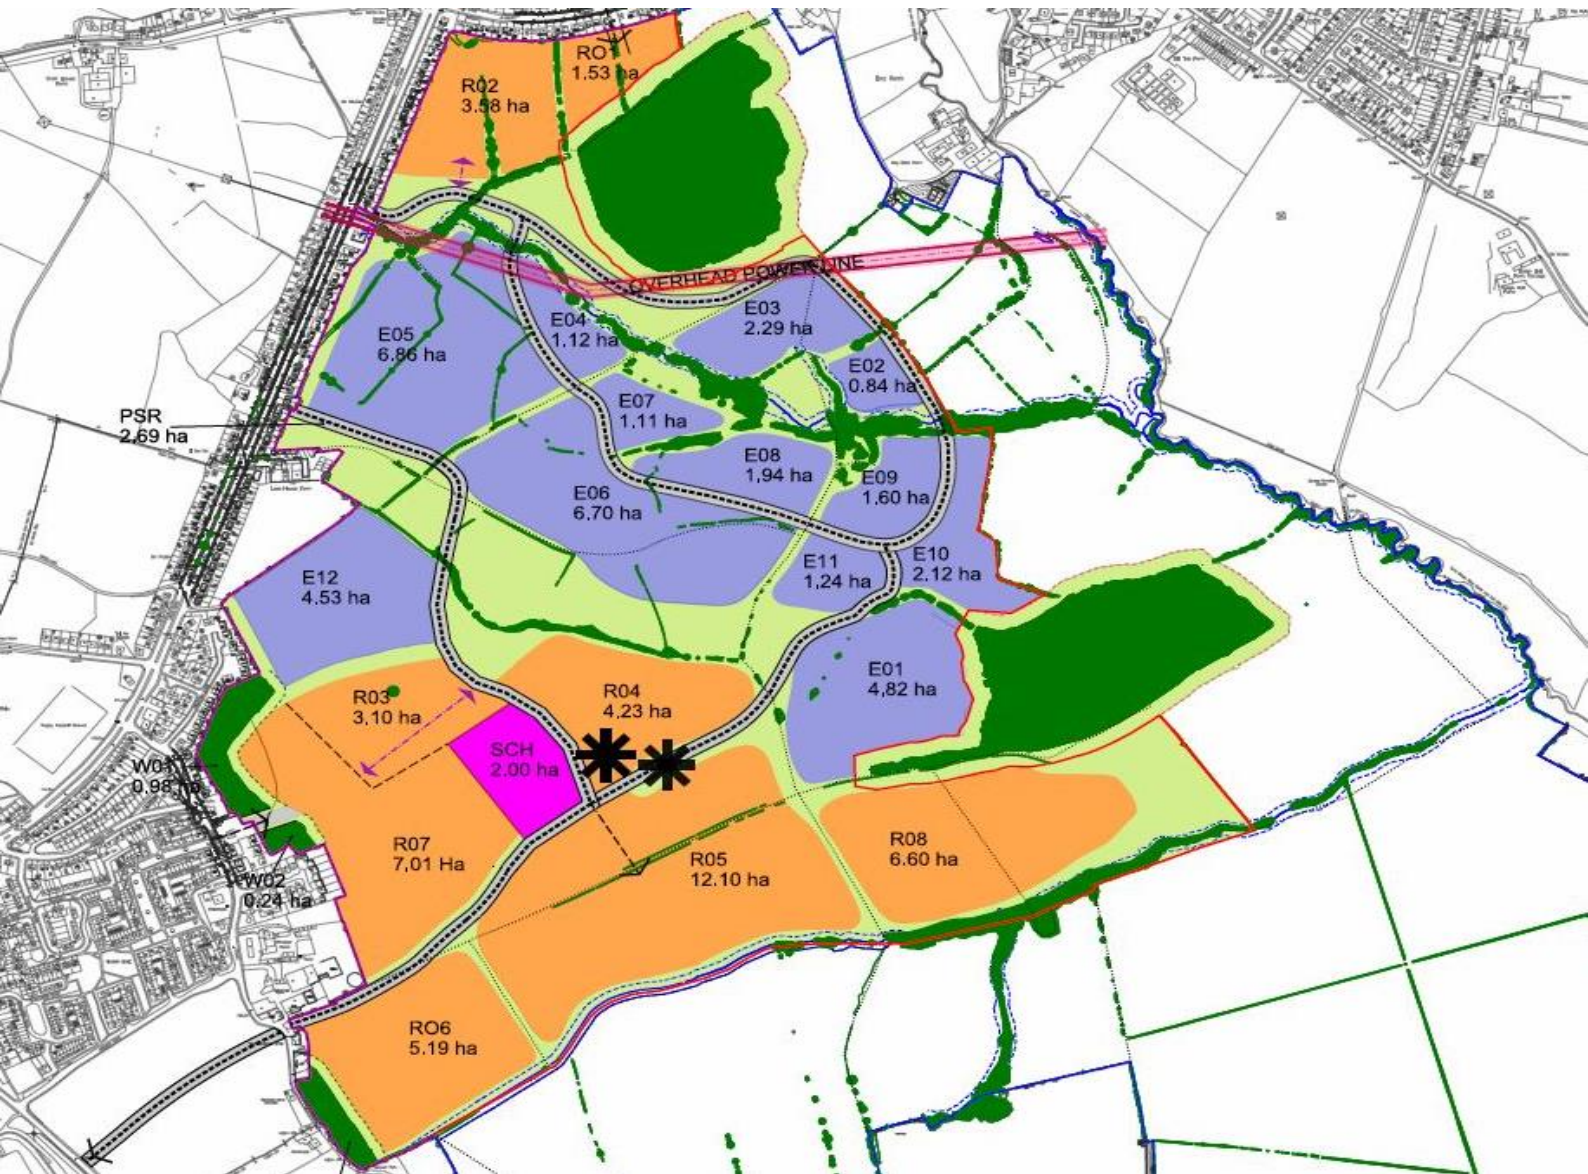 RO1
1.53 ha
R02
3.58 ha
OVERHEAD POWER LINE
E03
2.29 ha
E04
1.12 ha
E05
6.86 ha
E02
0.84 ha
E07
1,11 ha
PSR
2,69 ha
E08
1,94 ha
E09
1.60 ha
E06
6.70 ha
E11
1,24 ha
E10
2.12 ha
E12
4.53 ha
E01
4,82 ha
R03
3,10 ha
R04
4,23 ha
SCH
2.00 ha
W01
0.98 ha
R07
7,01 Ha
R05
12.10 ha
R08
6.60 ha
W02
0.24 ha
RO6
5.19 ha